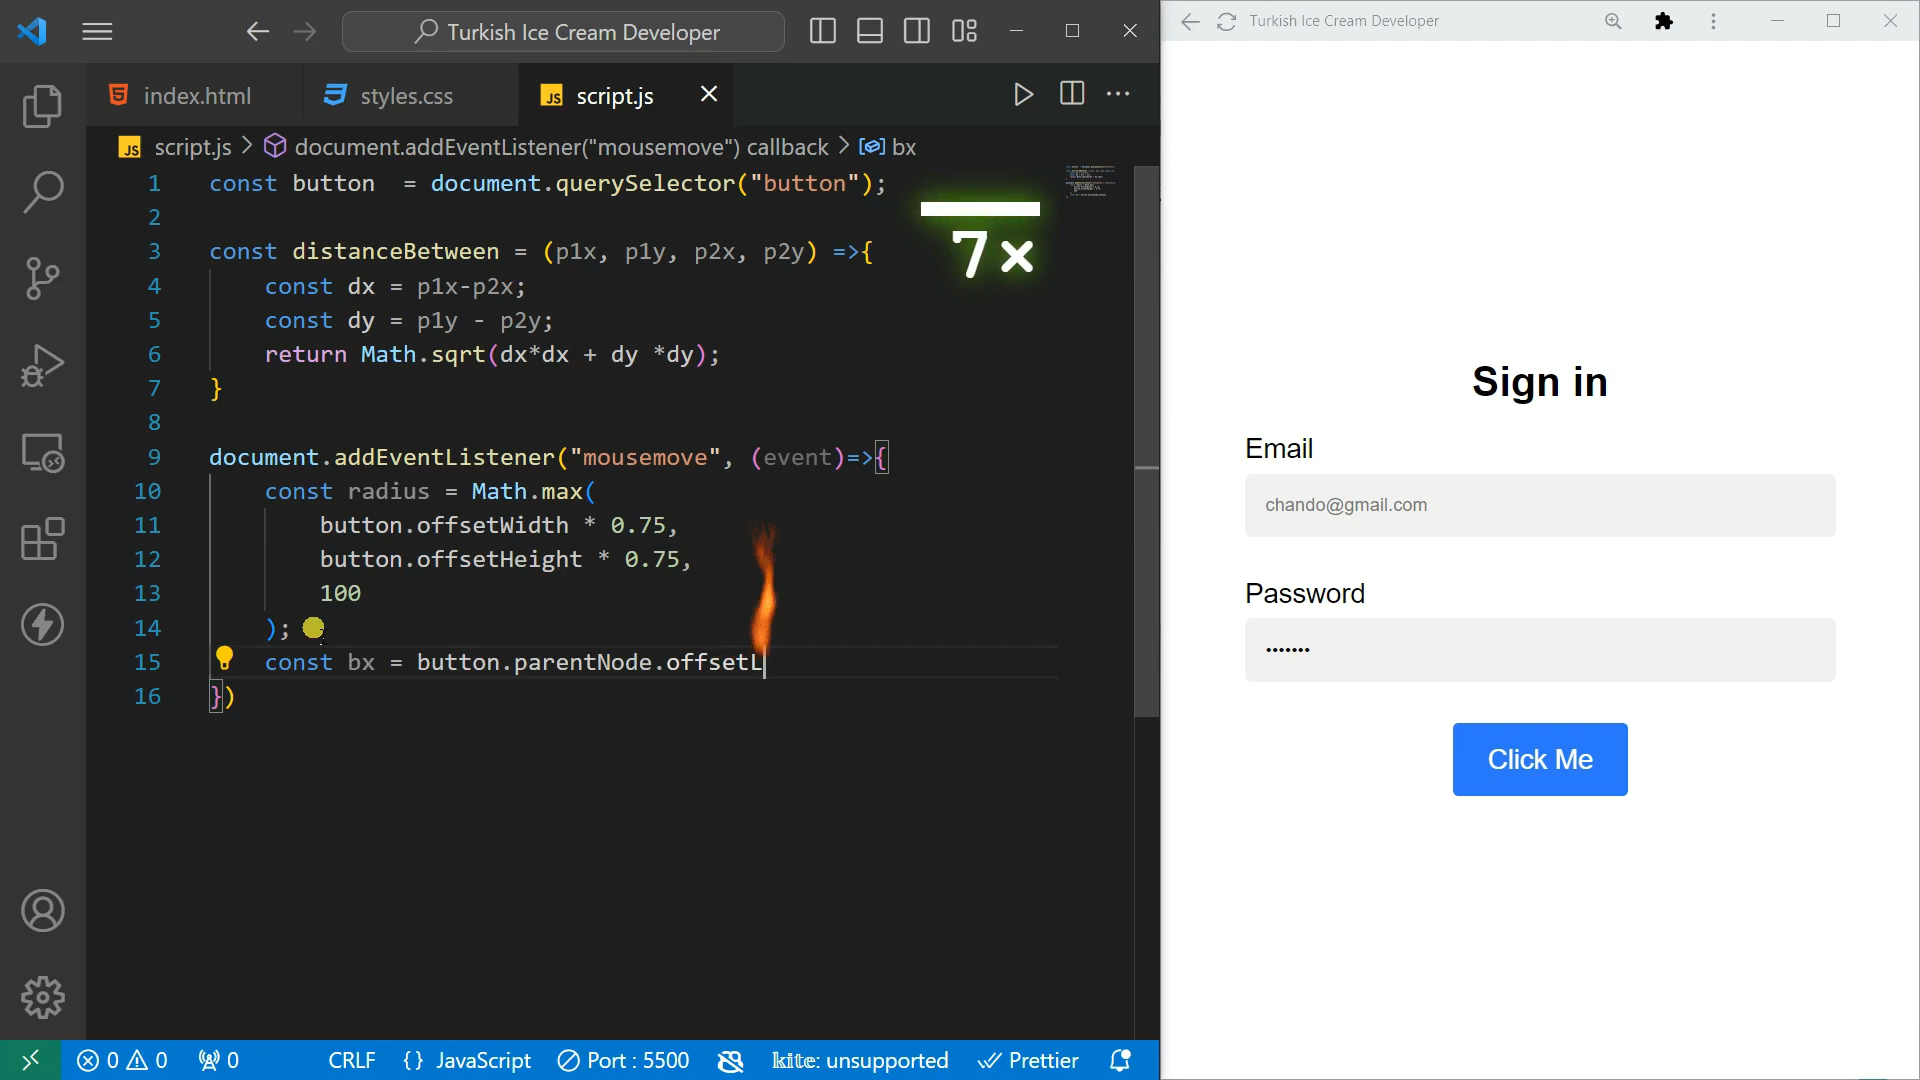 Turkish Ice Cream Developer
index.html
styles.css
JS script.js
JS script.js > document.addEventListener("mousemove") callback > bx
1 const button  = document.querySelector("button");
2
3 const distanceBetween = (p1x, p1y, p2x, p2y) =>{
4 const dx = p1x-p2x;
5 const dy = p1y - p2y;
6 return Math.sqrt(dx*dx + dy *dy);
7 }
8
9 document.addEventListener("mousemove", (event)=>{
10 const radius = Math.max(
11 button.offsetWidth * 0.75,
12 button.offsetHeight * 0.75,
13 100
14 );
15 const bx = button.parentNode.offsetL
16 })
7×
0 0 0 CRLF {} JavaScript Port : 5500 kite: unsupported Prettier
Turkish Ice Cream Developer
Sign in
Email
chando@gmail.com
Password
•••••••
Click Me